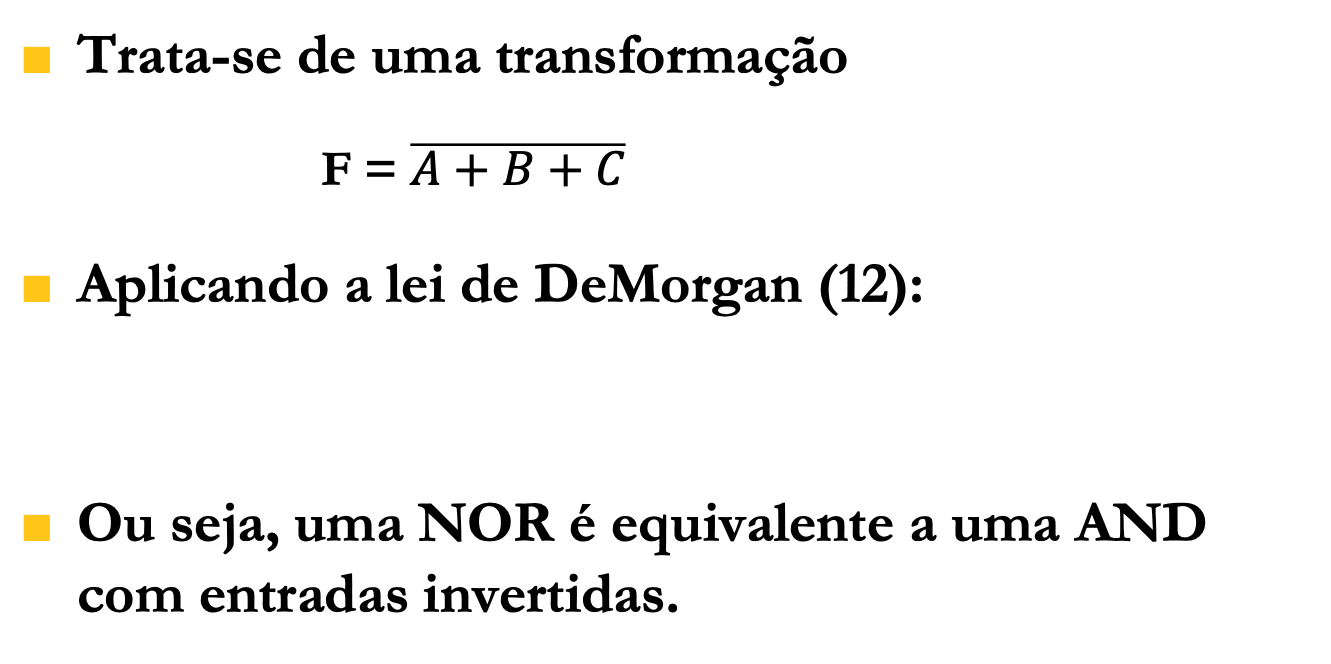 Trata-se de uma transformação
F = \overline{A + B + C}
Aplicando a lei de DeMorgan (12):
Ou seja, uma NOR é equivalente a uma AND
com entradas invertidas.